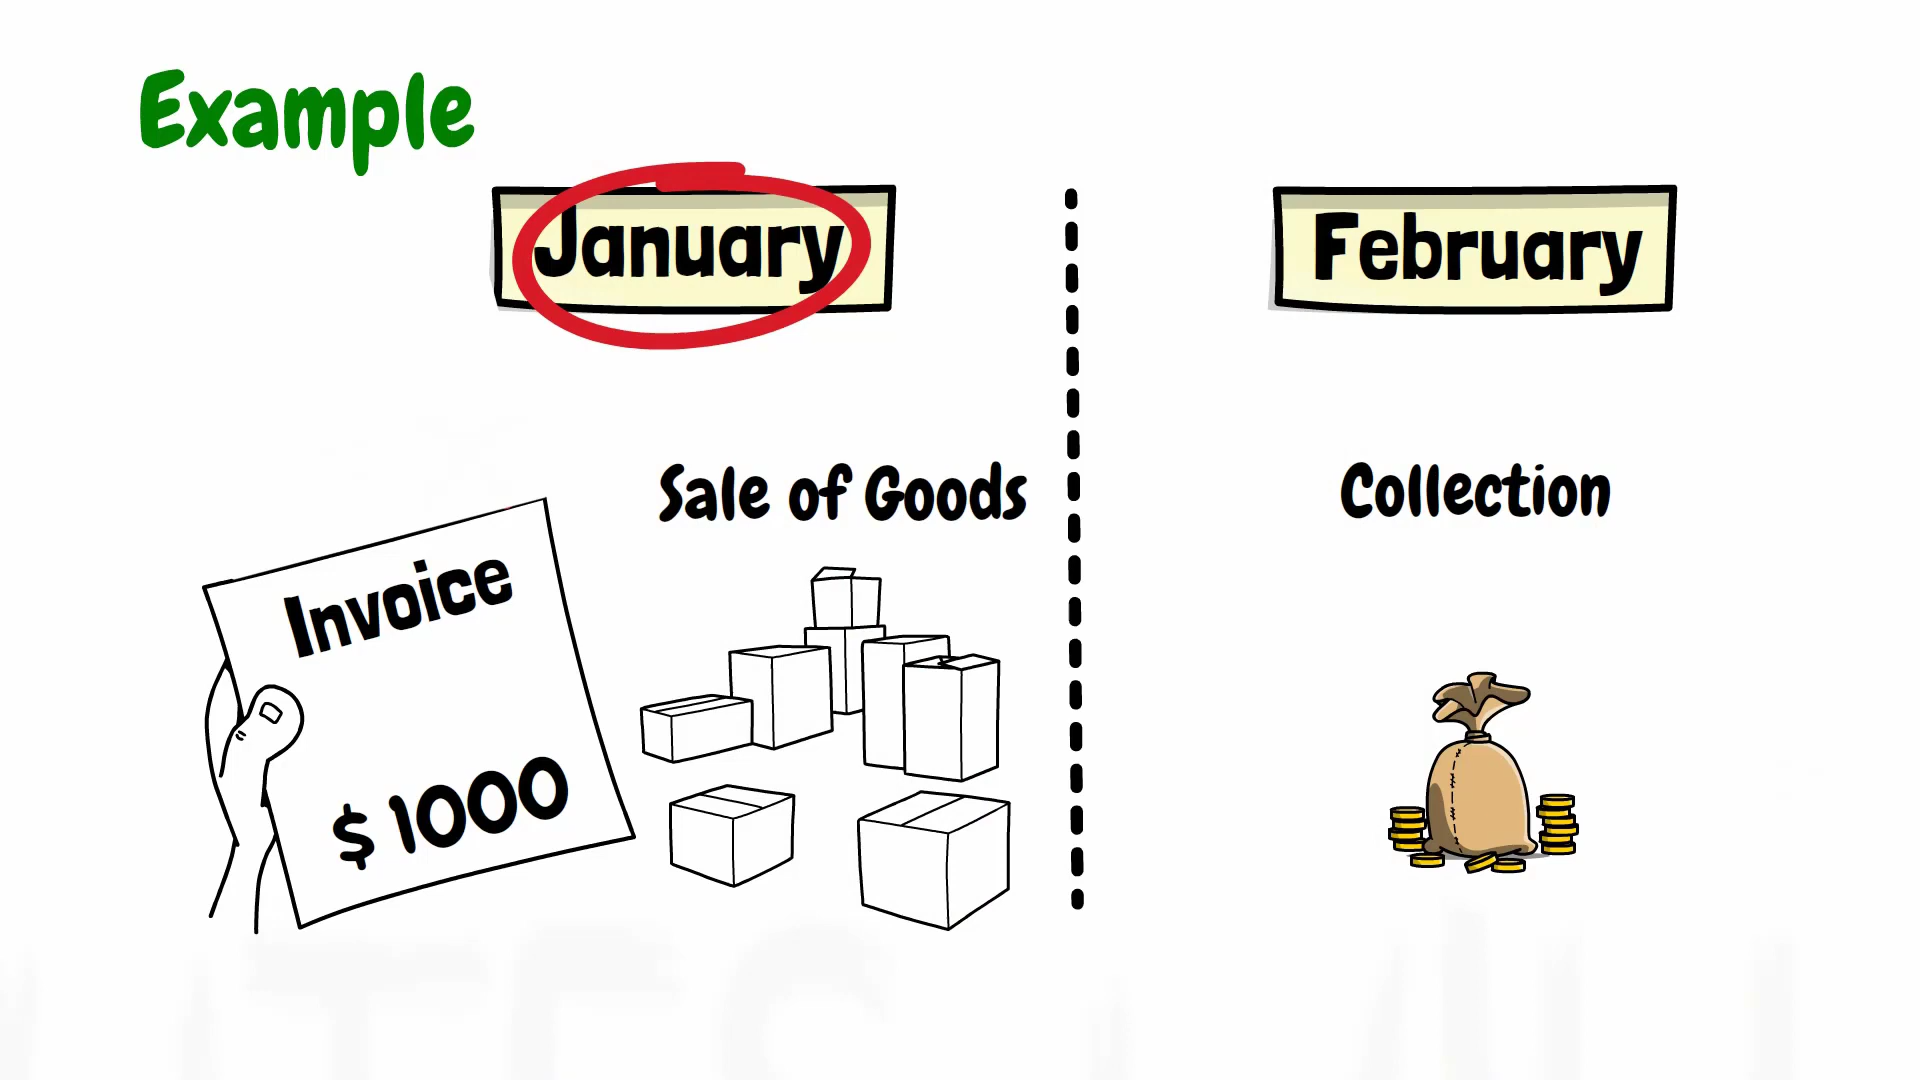 Example
January
February
Sale of Goods
Collection
Invoice
$ 1000